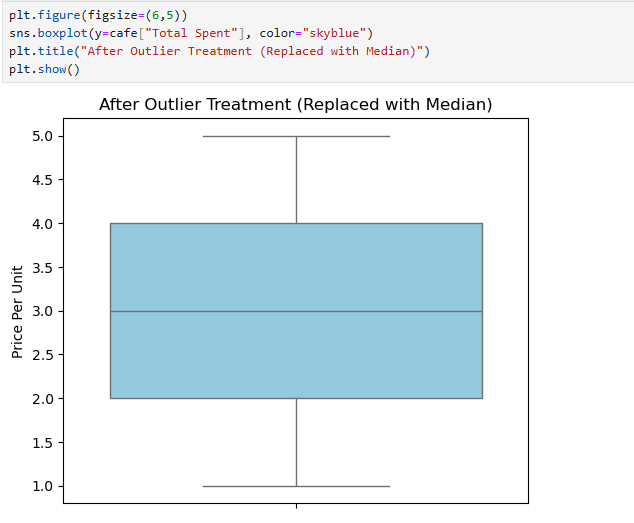 plt.figure(figsize=(6,5))
sns.boxplot(y=cafe["Total Spent"], color="skyblue")
plt.title("After Outlier Treatment (Replaced with Median)")
plt.show()
After Outlier Treatment (Replaced with Median)
5.0
4.5
4.0
3.5
3.0
2.5
2.0
1.5
1.0
Price Per Unit